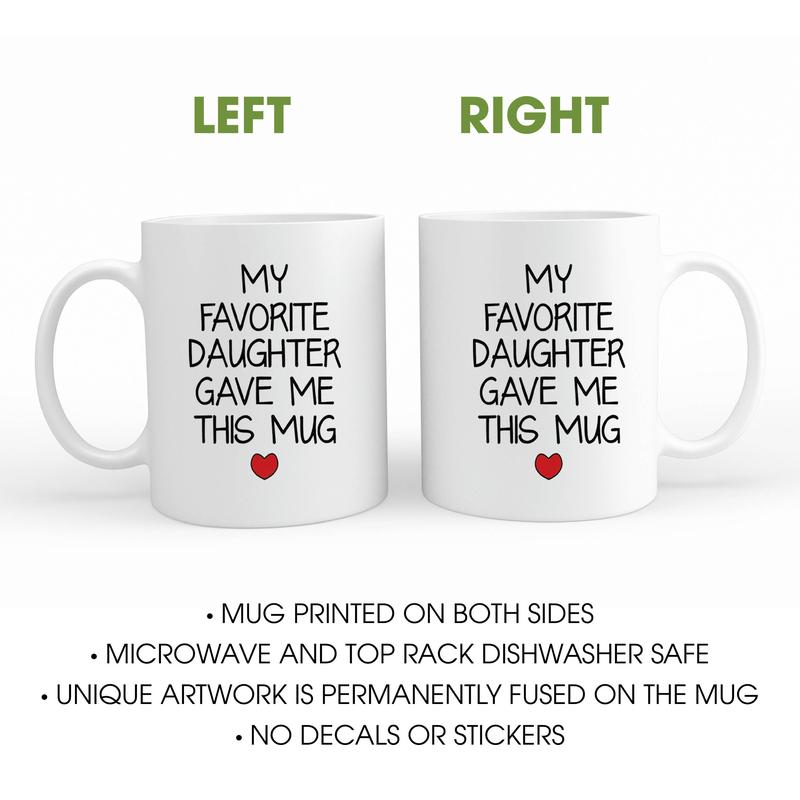 LEFT
RIGHT
MY
FAVORITE
DAUGHTER
GAVE ME
THIS MUG
MY
FAVORITE
DAUGHTER
GAVE ME
THIS MUG
• MUG PRINTED ON BOTH SIDES
• MICROWAVE AND TOP RACK DISHWASHER SAFE
• UNIQUE ARTWORK IS PERMANENTLY FUSED ON THE MUG
• NO DECALS OR STICKERS